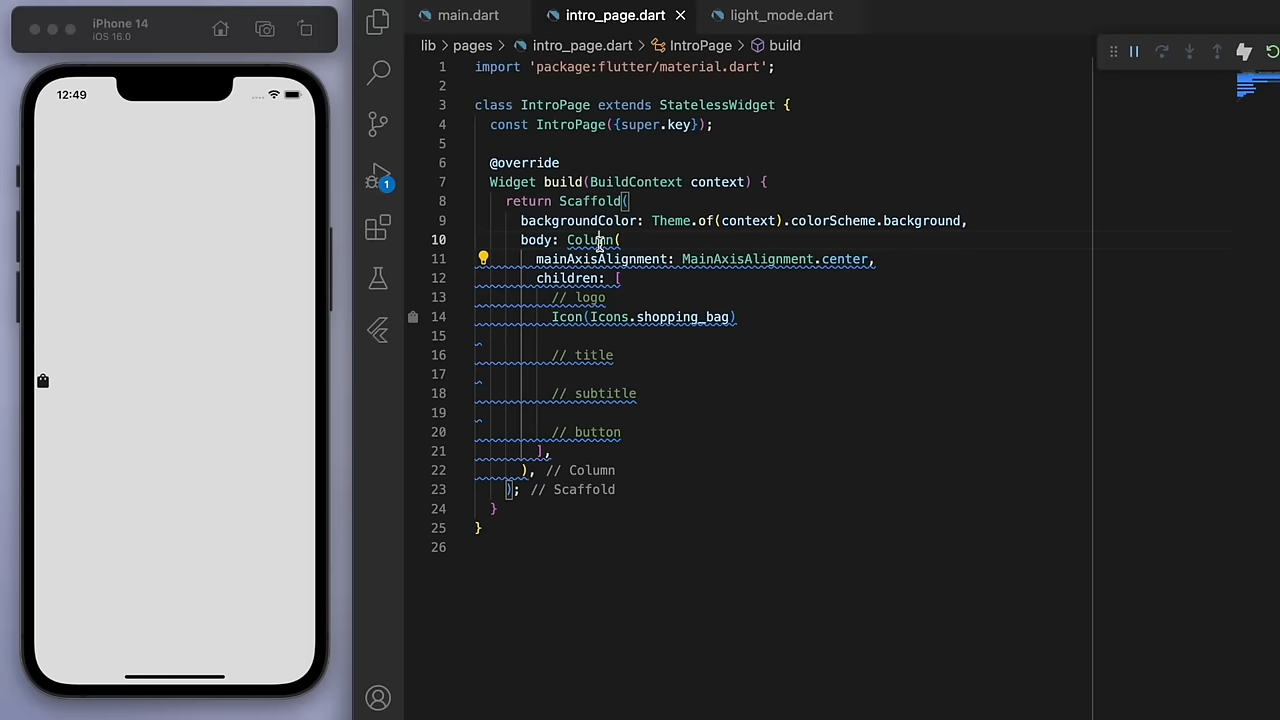 iPhone 14
iOS 16.0
12:49
1
main.dart
intro_page.dart
light_mode.dart
lib > pages > intro_page.dart > IntroPage > build
1 import 'package:flutter/material.dart';
2
3 class IntroPage extends StatelessWidget {
4 const IntroPage({super.key});
5
6 @override
7 Widget build(BuildContext context) {
8 return Scaffold(
9 backgroundColor: Theme.of(context).colorScheme.background,
10 body: Column(
11 mainAxisAlignment: MainAxisAlignment.center,
12 children: [
13 // logo
14 Icon(Icons.shopping_bag)
15
16 // title
17
18 // subtitle
19
20 // button
21 ],
22 ), // Column
23 ); // Scaffold
24 }
25 }
26